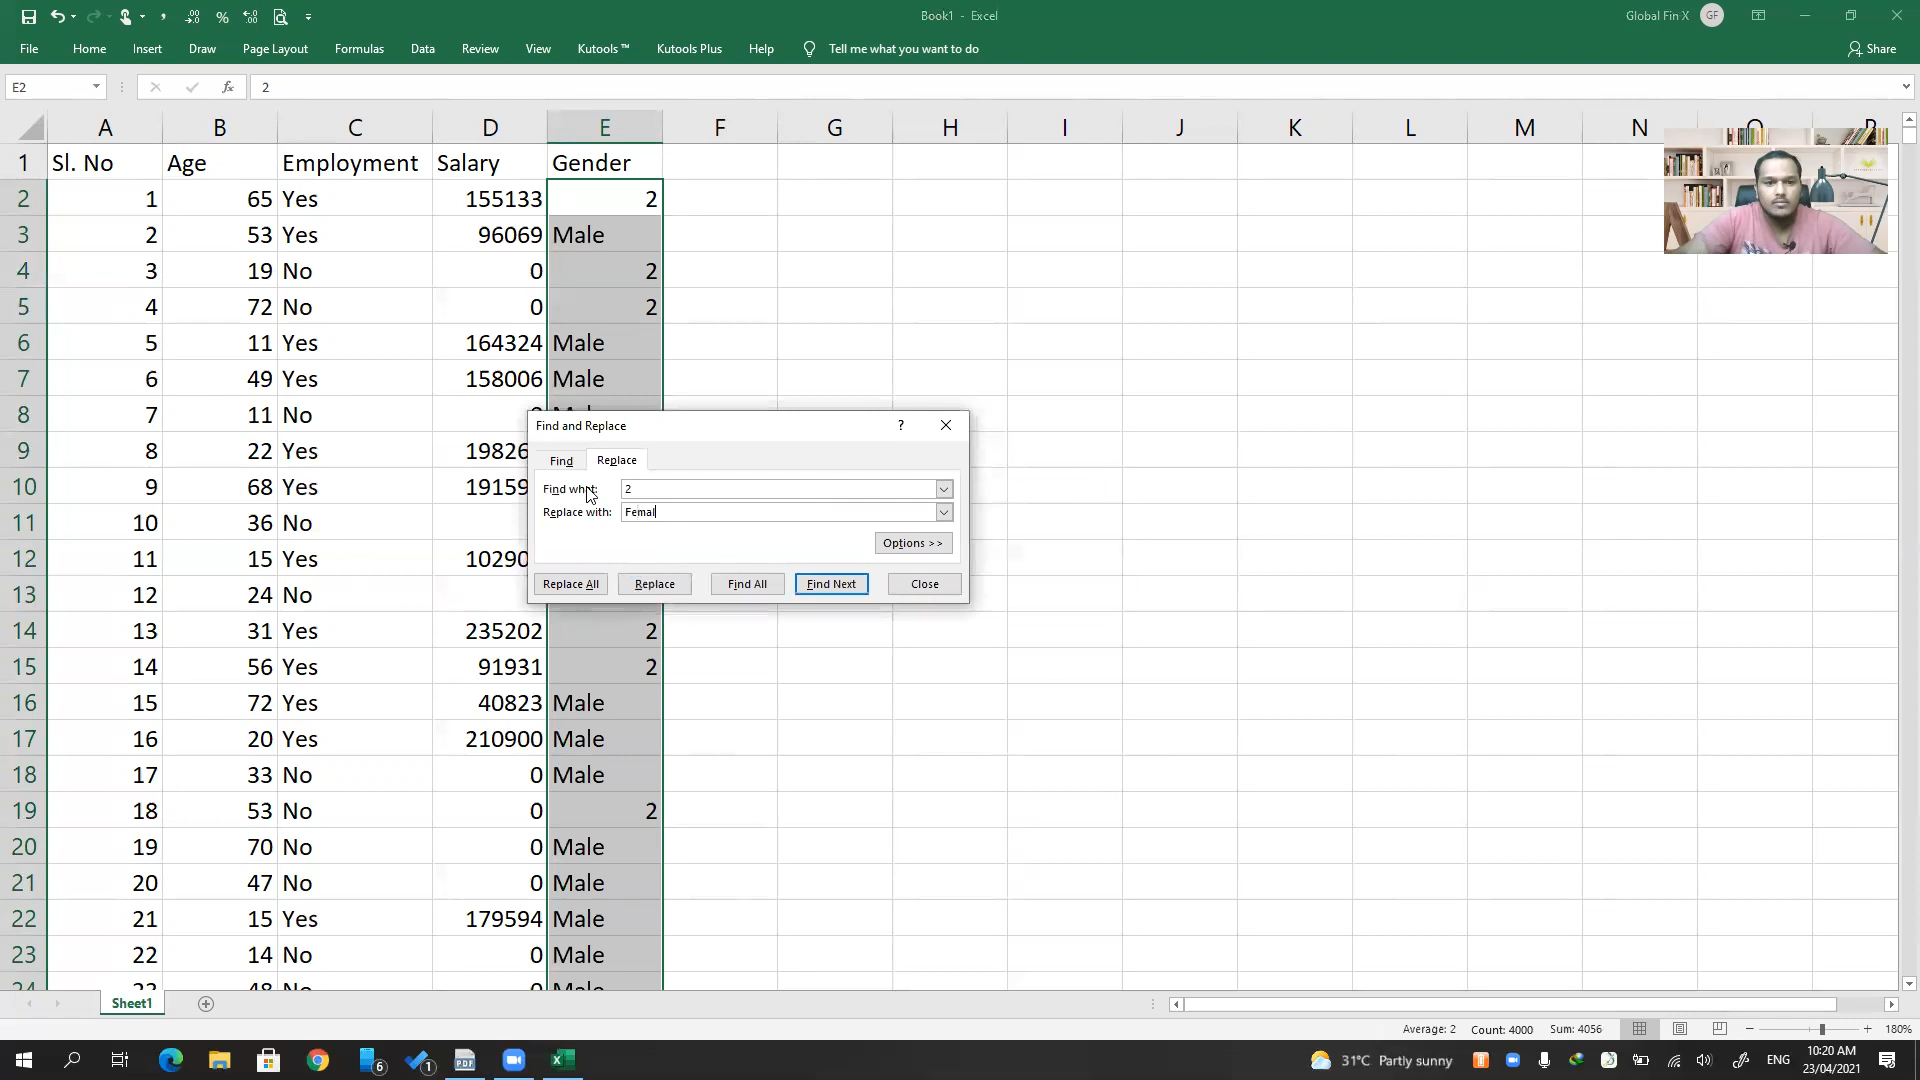 Book1 - Excel
Global Fin X
GF
File Home Insert Draw Page Layout Formulas Data Review View Kutools ™ Kutools Plus Help Tell me what you want to do
Share
E2 fx 2
A B C D E F G H I J K L M N
1 Sl. No Age Employment Salary Gender
2 1 65 Yes 155133 2
3 2 53 Yes 96069 Male
4 3 19 No 0 2
5 4 72 No 0 2
6 5 11 Yes 164324 Male
7 6 49 Yes 158006 Male
8 7 11 No
9 8 22 Yes 19826
10 9 68 Yes 19159
11 10 36 No
12 11 15 Yes 10290
13 12 24 No
14 13 31 Yes 235202 2
15 14 56 Yes 91931 2
16 15 72 Yes 40823 Male
17 16 20 Yes 210900 Male
18 17 33 No 0 Male
19 18 53 No 0 2
20 19 70 No 0 Male
21 20 47 No 0 Male
22 21 15 Yes 179594 Male
23 22 14 No 0 Male
Find and Replace ?
Find Replace
Find what: 2
Replace with: Femal
Options >>
Replace All Replace Find All Find Next Close
Sheet1
Average: 2 Count: 4000 Sum: 4056 180%
6
1
PDF
31°C Partly sunny
ENG
10:20 AM
23/04/2021